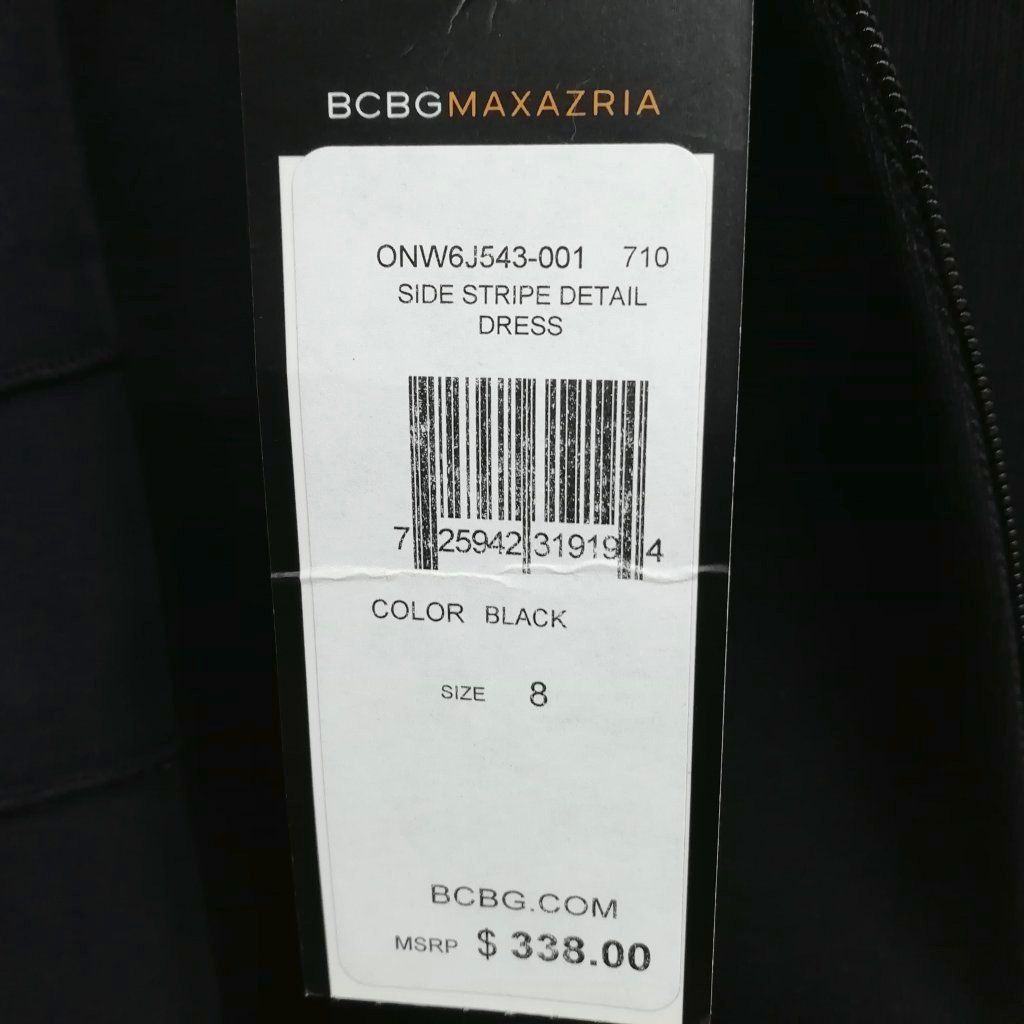 BCBGMAXAZRIA
ONW6J543-001 710
SIDE STRIPE DETAIL
DRESS
7 25942 31919 4
COLOR BLACK
SIZE 8
BCBG.COM
MSRP $ 338.00